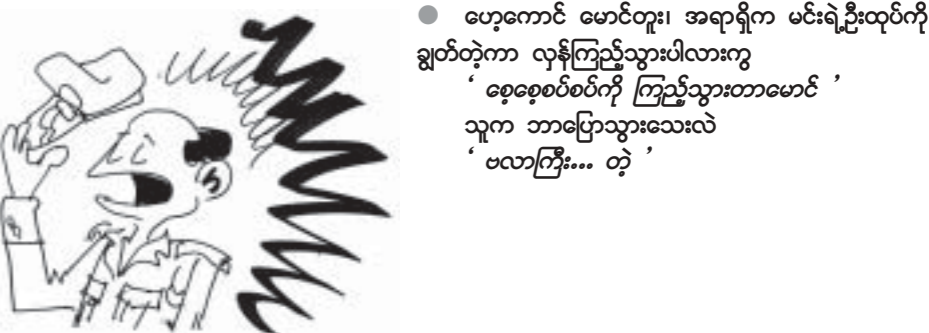 ● ဟေ့ကောင် မောင်တူး၊ အရာရှိက မင်းရဲ့ဦးထုပ်ကို
ချွတ်တဲ့ကာ လှန်ကြည့်သွားပါလားကွ
‘ စေ့စေ့စပ်စပ်ကို ကြည့်သွားတာမောင် ’
သူက ဘာပြောသွားသေးလဲ
‘ ဗလာကြီး... တဲ့ ’